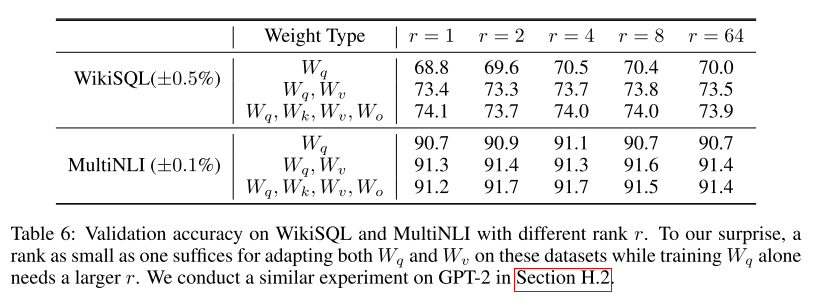 Weight Type r = 1 r = 2 r = 4 r = 8 r = 64
WikiSQL(±0.5%)
W_q 68.8 69.6 70.5 70.4 70.0
W_q, W_v 73.4 73.3 73.7 73.8 73.5
W_q, W_k, W_v, W_o 74.1 73.7 74.0 74.0 73.9
MultiNLI (±0.1%)
W_q 90.7 90.9 91.1 90.7 90.7
W_q, W_v 91.3 91.4 91.3 91.6 91.4
W_q, W_k, W_v, W_o 91.2 91.7 91.7 91.5 91.4
Table 6: Validation accuracy on WikiSQL and MultiNLI with different rank r. To our surprise, a
rank as small as one suffices for adapting both W_q and W_v on these datasets while training W_q alone
needs a larger r. We conduct a similar experiment on GPT-2 in Section H.2.